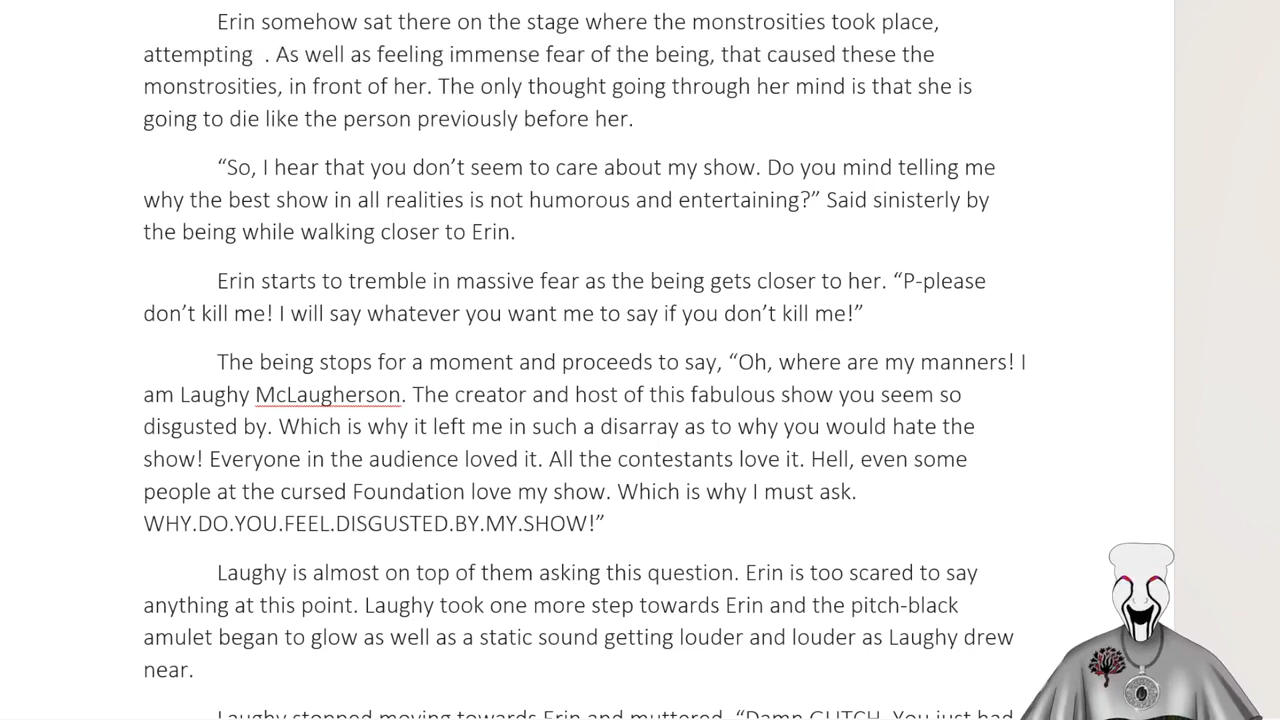 Erin somehow sat there on the stage where the monstrosities took place,
attempting . As well as feeling immense fear of the being, that caused these the
monstrosities, in front of her. The only thought going through her mind is that she is
going to die like the person previously before her.
“So, I hear that you don’t seem to care about my show. Do you mind telling me
why the best show in all realities is not humorous and entertaining?” Said sinisterly by
the being while walking closer to Erin.
Erin starts to tremble in massive fear as the being gets closer to her. “P-please
don’t kill me! I will say whatever you want me to say if you don’t kill me!”
The being stops for a moment and proceeds to say, “Oh, where are my manners! I
am Laughy McLaugherson. The creator and host of this fabulous show you seem so
disgusted by. Which is why it left me in such a disarray as to why you would hate the
show! Everyone in the audience loved it. All the contestants love it. Hell, even some
people at the cursed Foundation love my show. Which is why I must ask.
WHY.DO.YOU.FEEL.DISGUSTED.BY.MY.SHOW!”
Laughy is almost on top of them asking this question. Erin is too scared to say
anything at this point. Laughy took one more step towards Erin and the pitch-black
amulet began to glow as well as a static sound getting louder and louder as Laughy drew
near.
Laughy stopped moving towards Erin and muttered, “Damn GLITCH. You just had